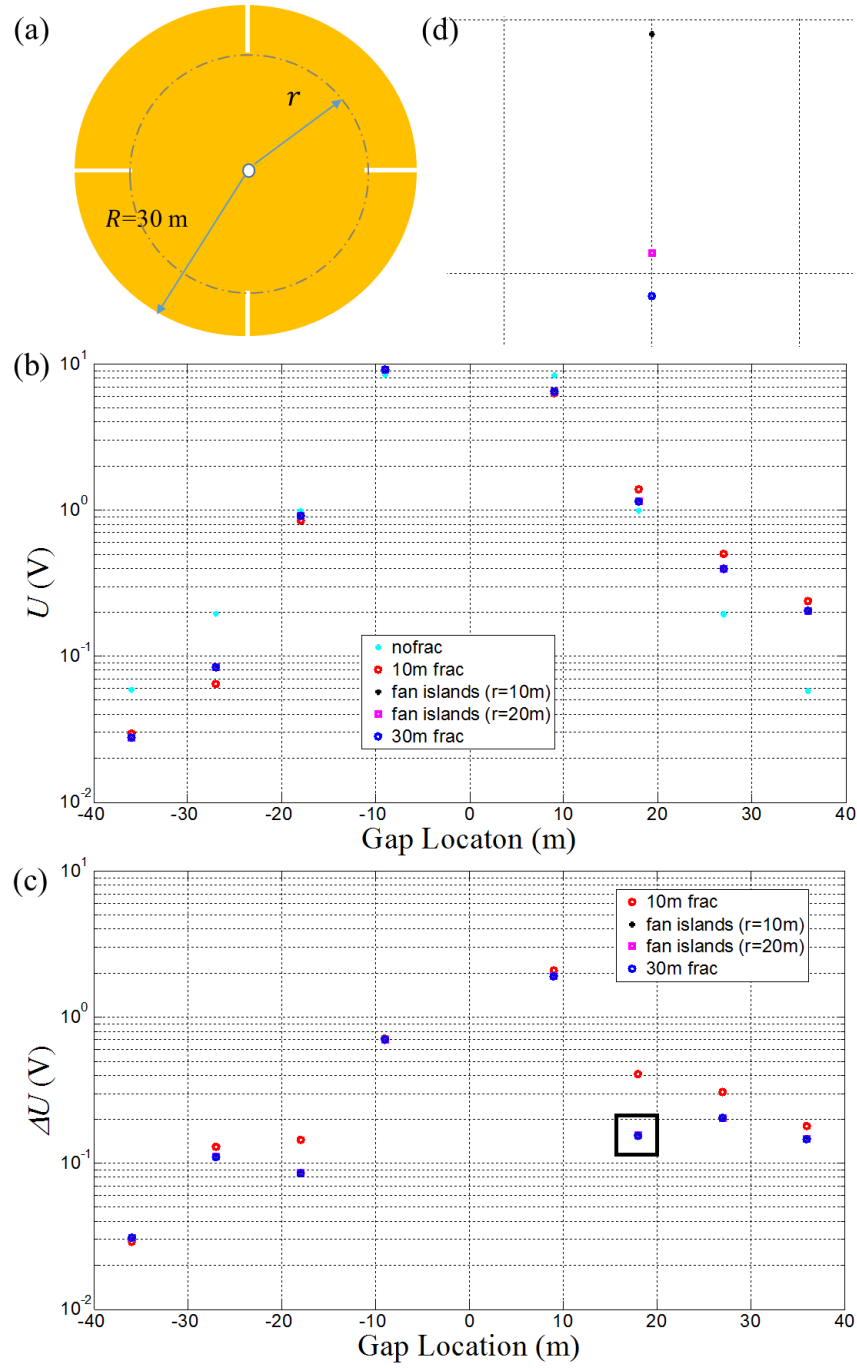 (a)
r
R=30 m
(d)
(b)
10^1
10^0
10^-1
10^-2
U (V)
nofrac
10m frac
fan islands (r=10m)
fan islands (r=20m)
30m frac
-40 -30 -20 -10 0 10 20 30 40
Gap Locaton (m)
(c)
10^1
10^0
10^-1
10^-2
ΔU (V)
10m frac
fan islands (r=10m)
fan islands (r=20m)
30m frac
-40 -30 -20 -10 0 10 20 30 40
Gap Location (m)